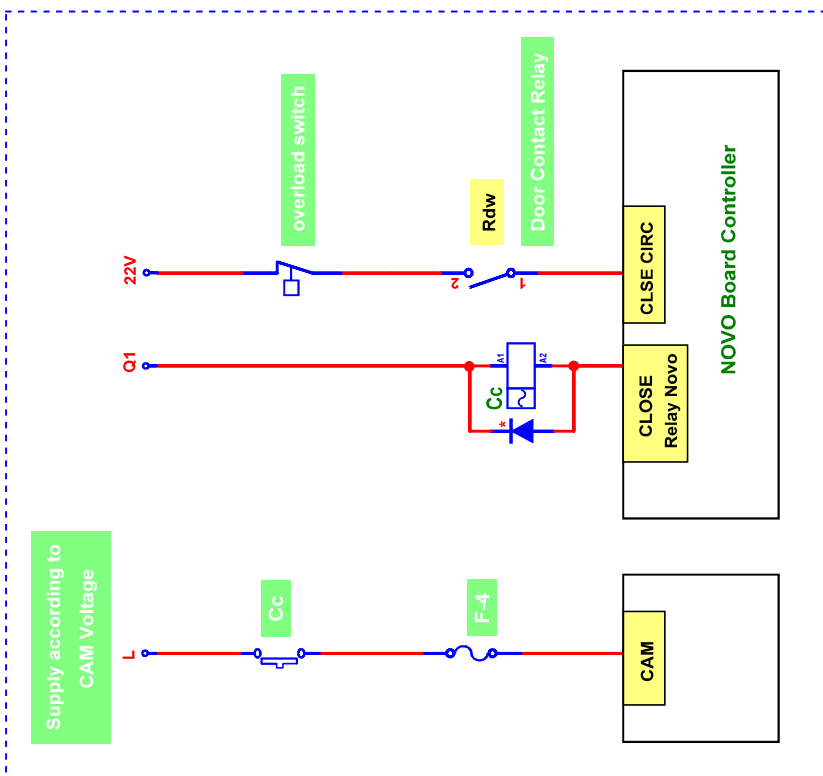 overload switch
Door Contact Relay
Rdw
22V
2
1
CLSE CIRC
NOVO Board Controller
Q1
A1
A2
Cc
*
CLOSE
Relay Novo
Supply according to
CAM Voltage
Cc
F-4
L
CAM